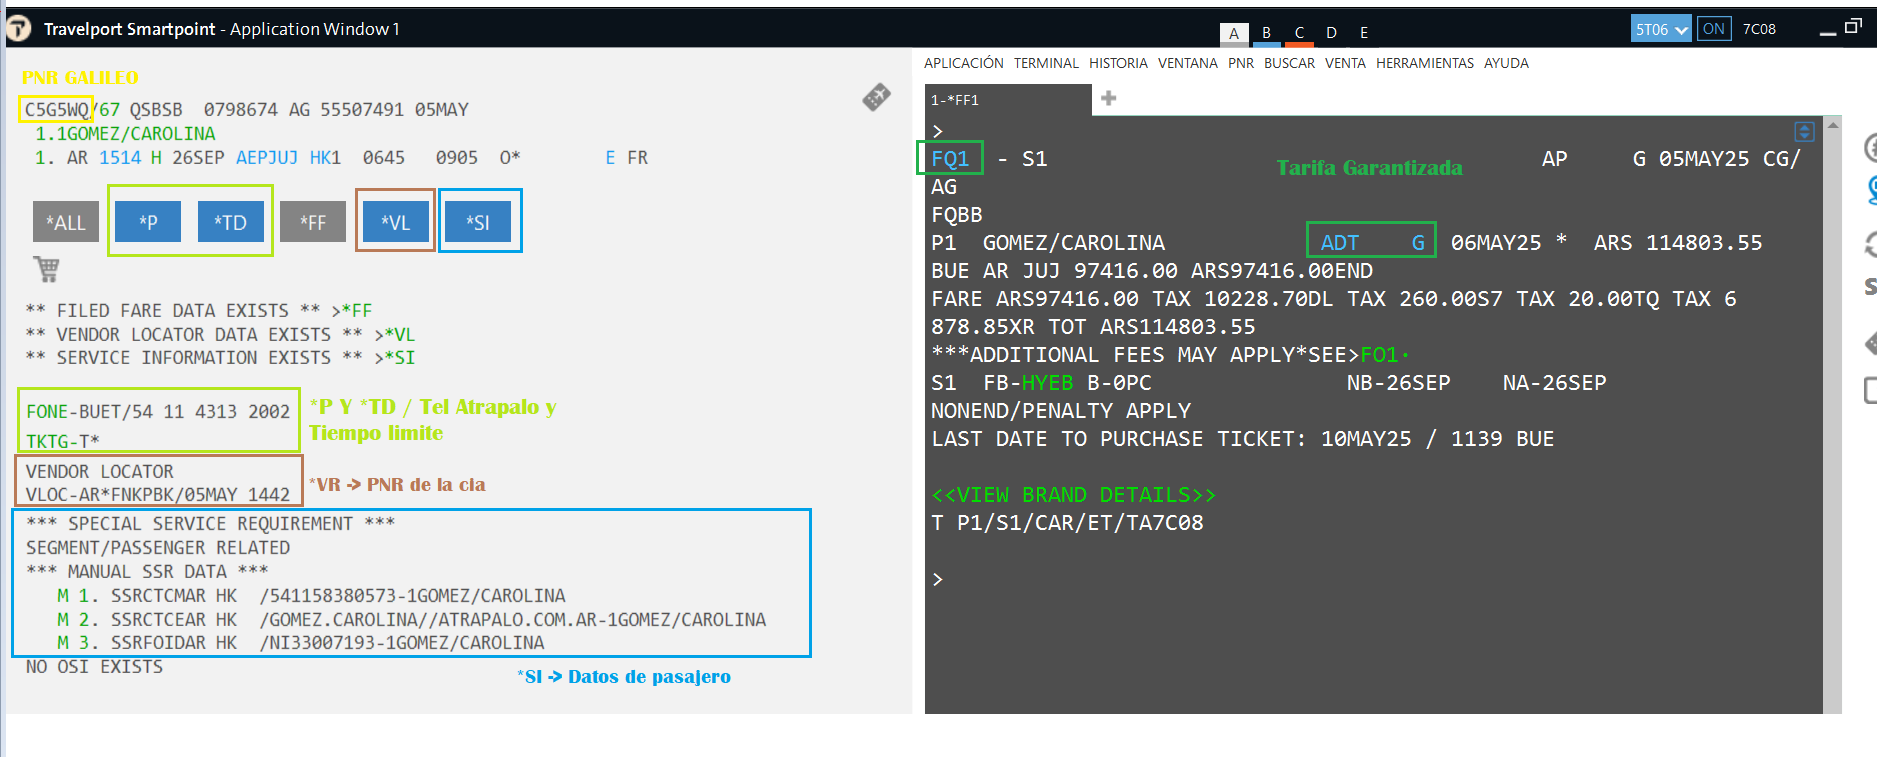 Travelport Smartpoint - Application Window 1
A B C D E
5T06 ON 7C08
PNR GALILEO
C5G5WQ/67 QSBSB 0798674 AG 55507491 05MAY
1.1GOMEZ/CAROLINA
1. AR 1514 H 26SEP AEPJUJ HK1 0645 0905 O* E FR
*ALL *P *TD *FF *VL *SI
** FILED FARE DATA EXISTS ** >*FF
** VENDOR LOCATOR DATA EXISTS ** >*VL
** SERVICE INFORMATION EXISTS ** >*SI
FONE-BUET/54 11 4313 2002
TKTG-T*
*P Y *TD / Tel Atrapalo y
Tiempo limite
VENDOR LOCATOR
VLOC-AR*FNKPBK/05MAY 1442
*VR -> PNR de la cia
*** SPECIAL SERVICE REQUIREMENT ***
SEGMENT/PASSENGER RELATED
*** MANUAL SSR DATA ***
M 1. SSRCTCMAR HK /541158380573-1GOMEZ/CAROLINA
M 2. SSRCTCEAR HK /GOMEZ.CAROLINA//ATRAPALO.COM.AR-1GOMEZ/CAROLINA
M 3. SSRFOIDAR HK /NI33007193-1GOMEZ/CAROLINA
NO OSI EXISTS
*SI -> Datos de pasajero
APLICACIÓN TERMINAL HISTORIA VENTANA PNR BUSCAR VENTA HERRAMIENTAS AYUDA
1-*FF1
>
FQ1 - S1 AP G 05MAY25 CG/
Tarifa Garantizada
AG
FQBB
P1 GOMEZ/CAROLINA ADT G 06MAY25 * ARS 114803.55
BUE AR JUJ 97416.00 ARS97416.00END
FARE ARS97416.00 TAX 10228.70DL TAX 260.00S7 TAX 20.00TQ TAX 6
878.85XR TOT ARS114803.55
***ADDITIONAL FEES MAY APPLY*SEE>FO1·
S1 FB-HYEB B-0PC NB-26SEP NA-26SEP
NONEND/PENALTY APPLY
LAST DATE TO PURCHASE TICKET: 10MAY25 / 1139 BUE
<<VIEW BRAND DETAILS>>
T P1/S1/CAR/ET/TA7C08
>